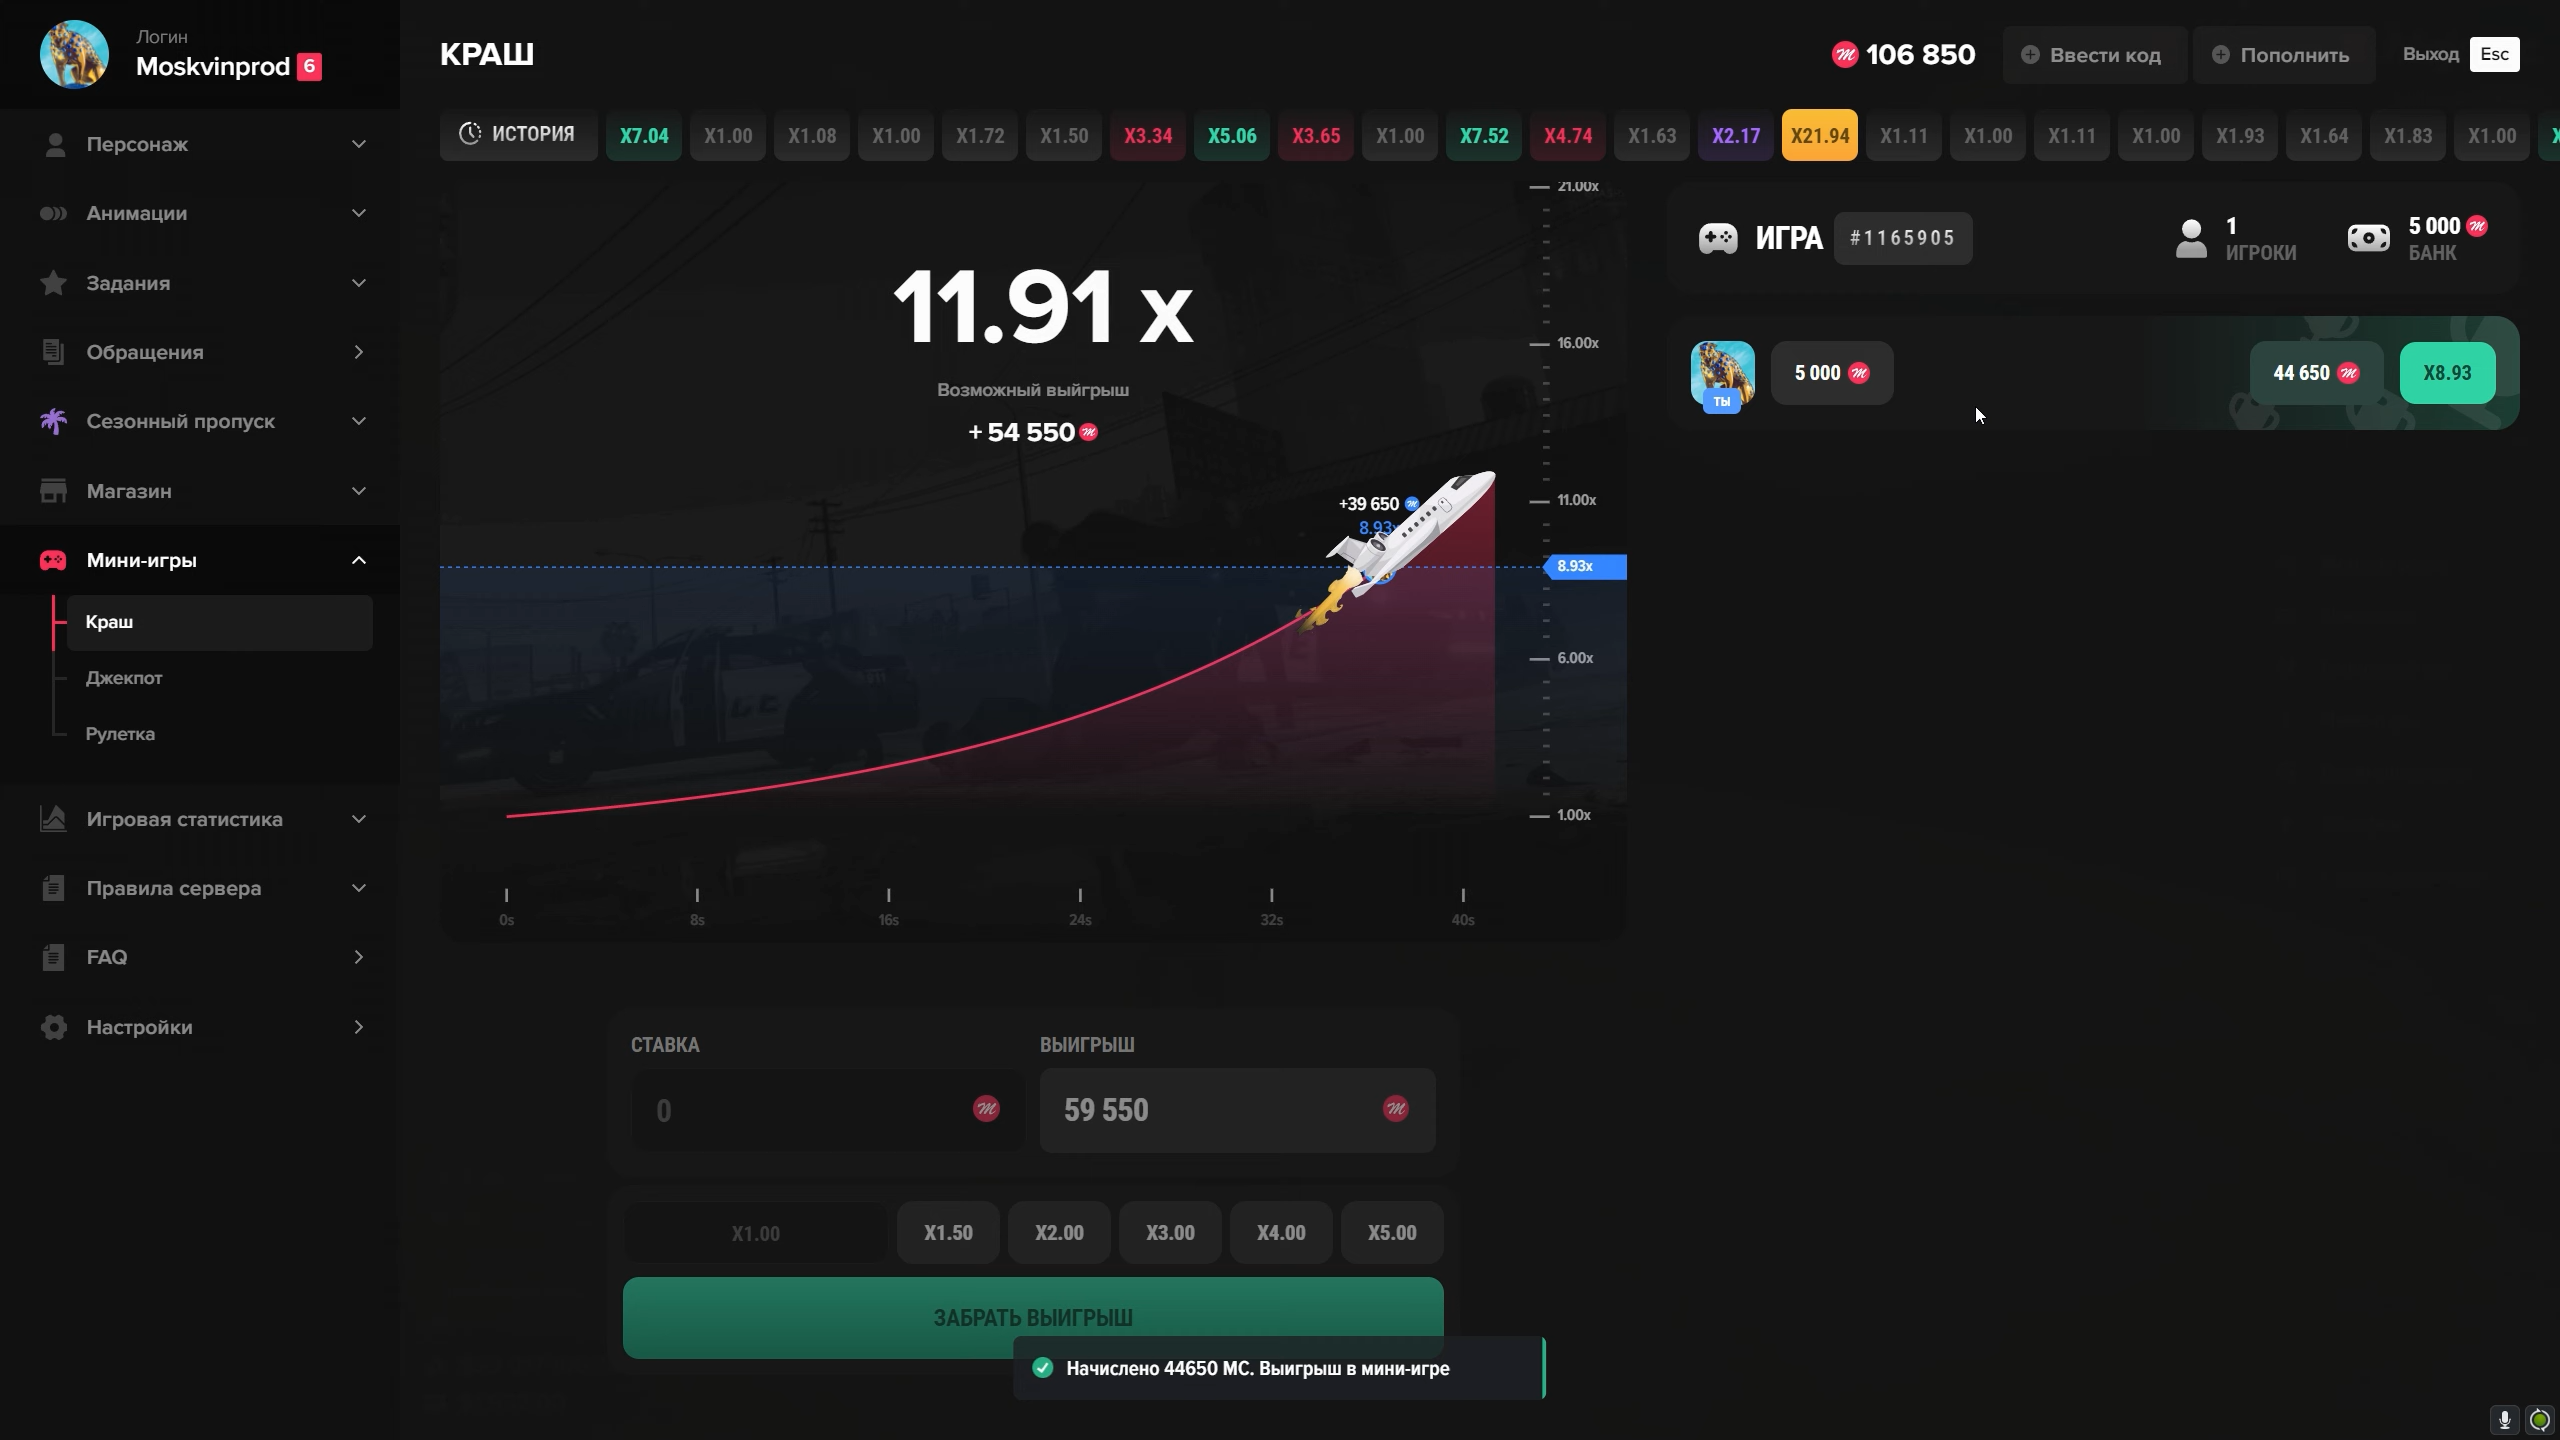 Логин
Moskvinprod 6
Персонаж
Анимации
Задания
Обращения
Сезонный пропуск
Магазин
Мини-игры
Краш
Джекпот
Рулетка
Игровая статистика
Правила сервера
FAQ
Настройки
КРАШ
106 850
Ввести код
Пополнить
Выход Esc
ИСТОРИЯ X7.04 X1.00 X1.08 X1.00 X1.72 X1.50 X3.34 X5.06 X3.65 X1.00 X7.52 X4.74 X1.63 X2.17 X21.94 X1.11 X1.00 X1.11 X1.00 X1.93 X1.64 X1.83 X1.00
11.91 x
Возможный выйгрыш
+ 54 550
+39 650
8.93x
21.00x
16.00x
11.00x
8.93x
6.00x
1.00x
0s 8s 16s 24s 32s 40s
ИГРА #1165905
1
ИГРОКИ
5 000
БАНК
ТЫ
5 000
44 650
X8.93
СТАВКА
0
ВЫИГРЫШ
59 550
X1.00 X1.50 X2.00 X3.00 X4.00 X5.00
ЗАБРАТЬ ВЫИГРЫШ
Начислено 44650 MC. Выигрыш в мини-игре